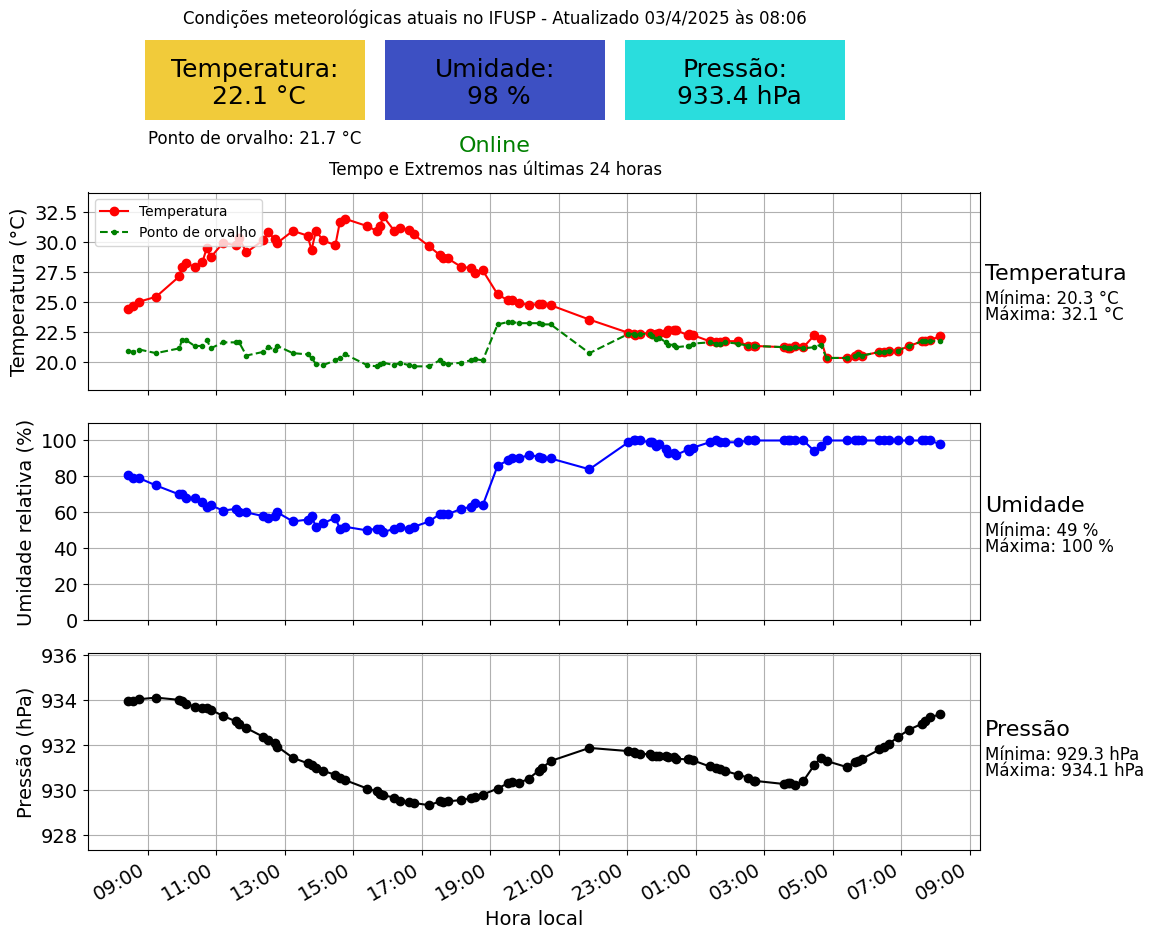 Condições meteorológicas atuais no IFUSP - Atualizado 03/4/2025 às 08:06
Temperatura:
22.1 °C
Umidade:
98 %
Pressão:
933.4 hPa
Ponto de orvalho: 21.7 °C
Online
Tempo e Extremos nas últimas 24 horas
Temperatura (°C)
32.5
30.0
27.5
25.0
22.5
20.0
Temperatura
Ponto de orvalho
Temperatura
Mínima: 20.3 °C
Máxima: 32.1 °C
Umidade relativa (%)
100
80
60
40
20
0
Umidade
Mínima: 49 %
Máxima: 100 %
Pressão (hPa)
936
934
932
930
928
Pressão
Mínima: 929.3 hPa
Máxima: 934.1 hPa
09:00 11:00 13:00 15:00 17:00 19:00 21:00 23:00 01:00 03:00 05:00 07:00 09:00
Hora local